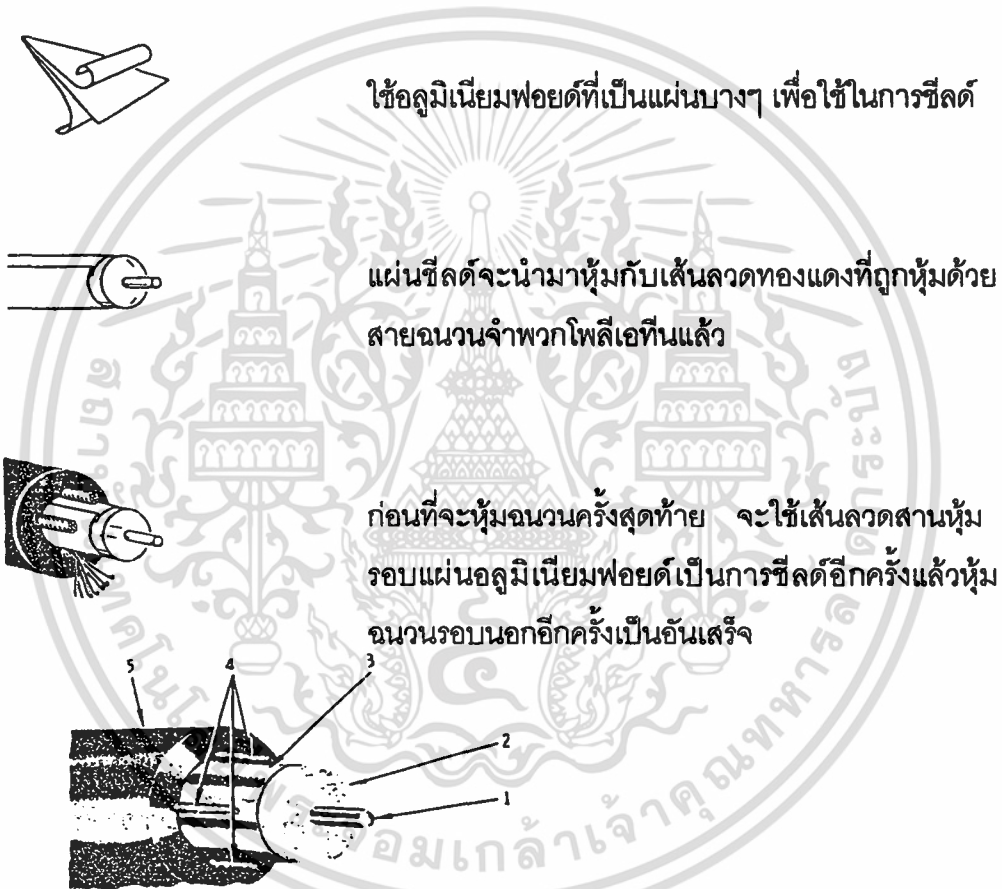 ใช้อลูมิเนียมฟอยด์ที่เป็นแผ่นบางๆ เพื่อใช้ในการชีลด์
แผ่นชีลด์จะนำมาหุ้มกับเส้นลวดทองแดงที่ถูกหุ้มด้วย
สายฉนวนจำพวกโพลีเอทีนแล้ว
ก่อนที่จะหุ้มฉนวนครั้งสุดท้าย จะใช้เส้นลวดสานหุ้ม
รอบแผ่นอลูมิเนียมฟอยด์เป็นการชีลด์อีกครั้งแล้วหุ้ม
ฉนวนรอบนอกอีกครั้งเป็นอันเสร็จ
5 4 3
2
1